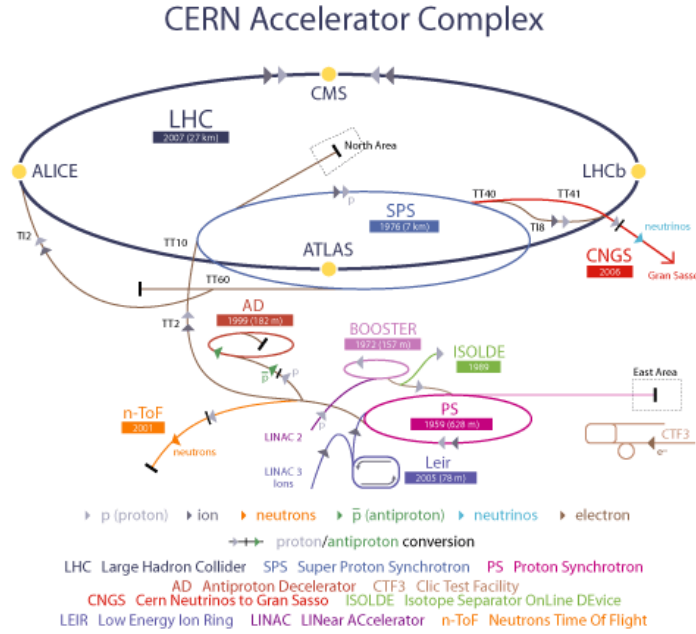 CERN Accelerator Complex
CMS
LHC
2007 (27 km)
North Area
ALICE
LHCb
TT40
TT41
p
SPS
1976 (7 km)
TI8
neutrinos
TI2
TT10
ATLAS
CNGS
2006
Gran Sasso
TT60
AD
1999 (182 m)
TT2
BOOSTER
1972 (157 m)
ISOLDE
1989
p
p̅
East Area
n-ToF
2001
PS
1959 (628 m)
LINAC 2
p
neutrons
CTF3
e-
LINAC 3
Ions
Leir
2005 (78 m)
p (proton) ion neutrons p̅ (antiproton) neutrinos electron
proton/antiproton conversion
LHC Large Hadron Collider SPS Super Proton Synchrotron PS Proton Synchrotron
AD Antiproton Decelerator CTF3 Clic Test Facility
CNGS Cern Neutrinos to Gran Sasso ISOLDE Isotope Separator OnLine DEvice
LEIR Low Energy Ion Ring LINAC LINear ACcelerator n-ToF Neutrons Time Of Flight